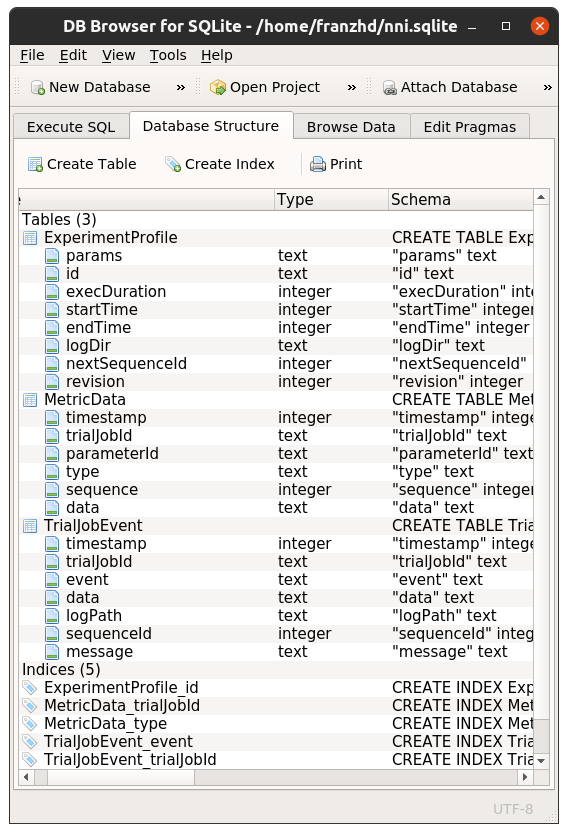 DB Browser for SQLite - /home/franzhd/nni.sqlite
File Edit View Tools Help
New Database » Open Project » Attach Database »
Execute SQL Database Structure Browse Data Edit Pragmas
Create Table Create Index Print
Type Schema
Tables (3)
ExperimentProfile CREATE TABLE Exp
params text "params" text
id text "id" text
execDuration integer "execDuration" inte
startTime integer "startTime" integer
endTime integer "endTime" integer
logDir text "logDir" text
nextSequenceId integer "nextSequenceId"
revision integer "revision" integer
MetricData CREATE TABLE Met
timestamp integer "timestamp" integer
trialJobId text "trialJobId" text
parameterId text "parameterId" text
type text "type" text
sequence integer "sequence" integer
data text "data" text
TrialJobEvent CREATE TABLE Tria
timestamp integer "timestamp" intege
trialJobId text "trialJobId" text
event text "event" text
data text "data" text
logPath text "logPath" text
sequenceId integer "sequenceId" integ
message text "message" text
Indices (5)
ExperimentProfile_id CREATE INDEX Exp
MetricData_trialJobId CREATE INDEX Met
MetricData_type CREATE INDEX Met
TrialJobEvent_event CREATE INDEX Tria
TrialJobEvent_trialJobId CREATE INDEX Tria
UTF-8